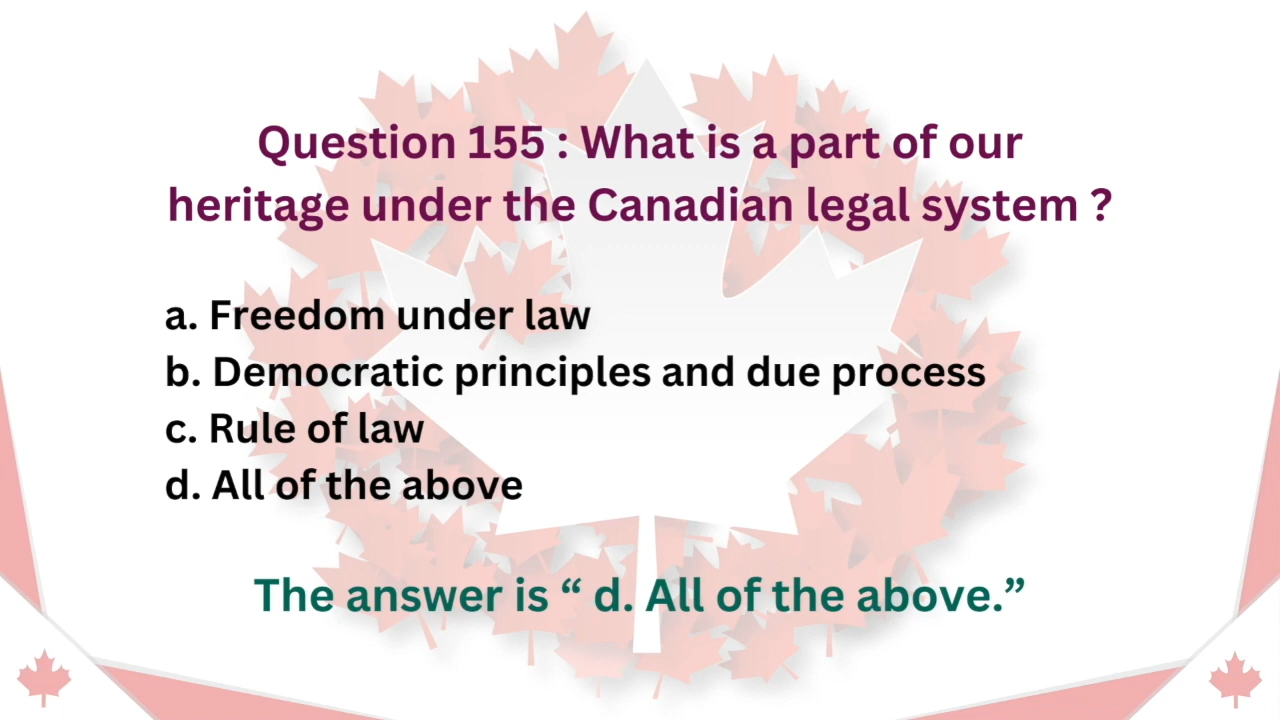 Question 155 : What is a part of our
heritage under the Canadian legal system ?
a. Freedom under law
b. Democratic principles and due process
c. Rule of law
d. All of the above
The answer is “ d. All of the above.”